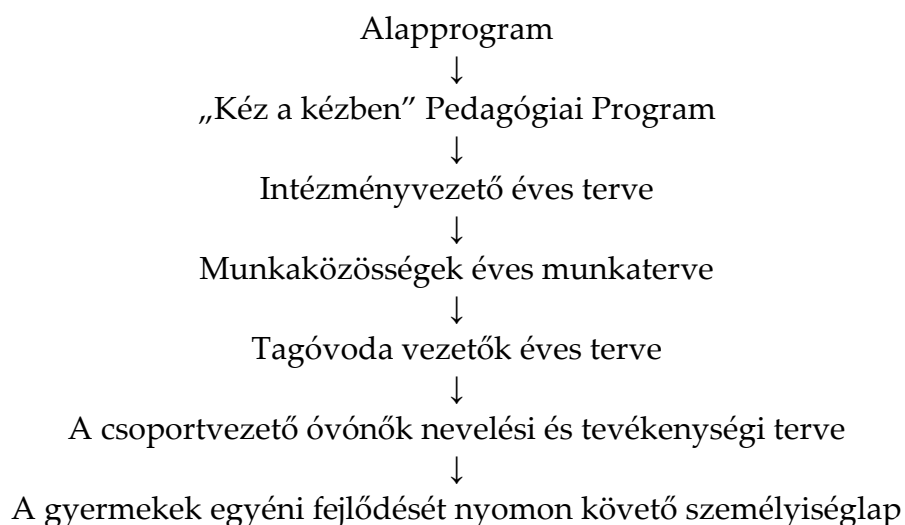 Alapprogram
↓
„Kéz a kézben” Pedagógiai Program
↓
Intézményvezető éves terve
↓
Munkaközösségek éves munkaterve
↓
Tagóvoda vezetők éves terve
↓
A csoportvezető óvónők nevelési és tevékenységi terve
↓
A gyermekek egyéni fejlődését nyomon követő személyiséglap